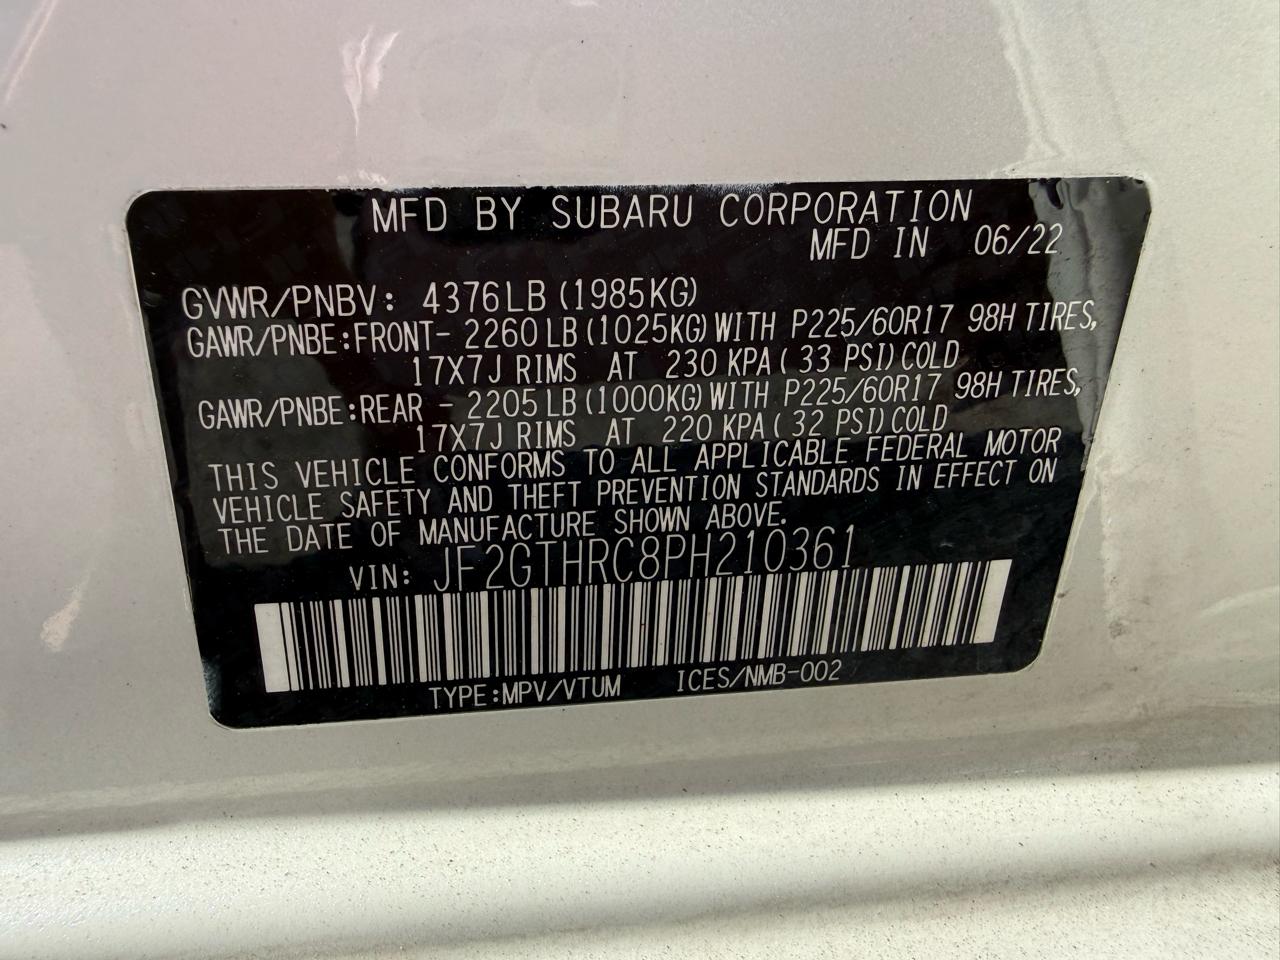 MFD BY SUBARU CORPORATION
MFD IN 06/22
GVWR/PNBV: 4376LB (1985KG)
GAWR/PNBE:FRONT- 2260 LB (1025KG) WITH P225/60R17 98H TIRES,
17X7J RIMS AT 230 KPA ( 33 PSI) COLD
GAWR/PNBE:REAR - 2205 LB (1000KG) WITH P225/60R17 98H TIRES,
17X7J RIMS AT 220 KPA ( 32 PSI) COLD
THIS VEHICLE CONFORMS TO ALL APPLICABLE FEDERAL MOTOR
VEHICLE SAFETY AND THEFT PREVENTION STANDARDS IN EFFECT ON
THE DATE OF MANUFACTURE SHOWN ABOVE.
VIN: JF2GTHRC8PH210361
TYPE:MPV/VTUM ICES/NMB-002